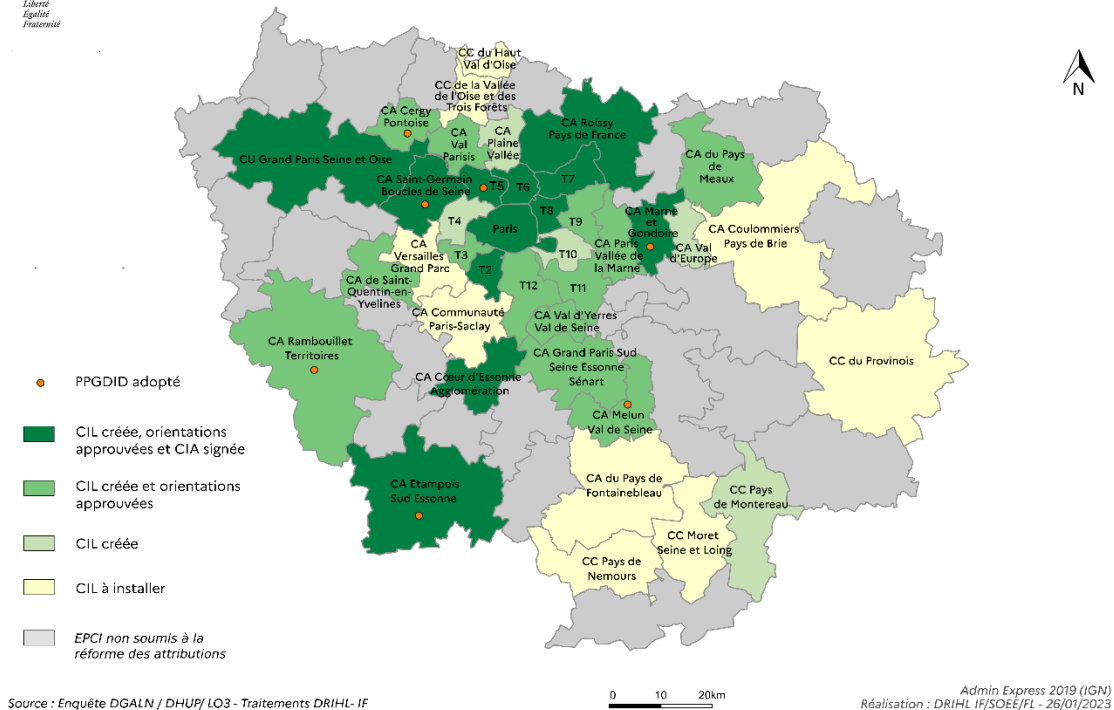 Liberté
Égalité
Fraternité
CC du Haut
Val d'Oise
CC de la Vallée
de l'Oise et des
Trois Forêts
N
CA Cergy
Pontoise
CA Roissy
Pays de France
CA
Val
Parisis
CA
Plaine
Vallée
CU Grand Paris Seine et Oise
CA du Pays
de
Meaux
CA Saint-Germain
Boucles de Seine
T5
T6
T7
T8
T9
T4
Paris
CA Marne
et
Gondoire
CA Coulommiers
Pays de Brie
CA
Versailles
Grand Parc
T3
T10
CA Paris
Vallée de
la Marne
CA Val
d'Europe
T2
CA de Saint-
Quentin-en-
Yvelines
T12
T11
CA Communauté
Paris-Saclay
CA Val d'Yerres
Val de Seine
CA Rambouillet
Territoires
CA Grand Paris Sud
Seine Essonne
Sénart
CC du Provinois
CA Cœur d'Essonne
Agglomération
CA Melun
Val de Seine
CA Etampois
Sud Essonne
CA du Pays de
Fontainebleau
CC Pays
de Montereau
CC Moret
Seine et Loing
CC Pays de
Nemours
PPGDID adopté
CIL créée, orientations
approuvées et CIA signée
CIL créée et orientations
approuvées
CIL créée
CIL à installer
EPCI non soumis à la
réforme des attributions
0 10 20km
Source : Enquête DGALN / DHUP/ LO3 - Traitements DRIHL- IF
Admin Express 2019 (IGN)
Réalisation : DRIHL IF/SOEE/FL - 26/01/2023